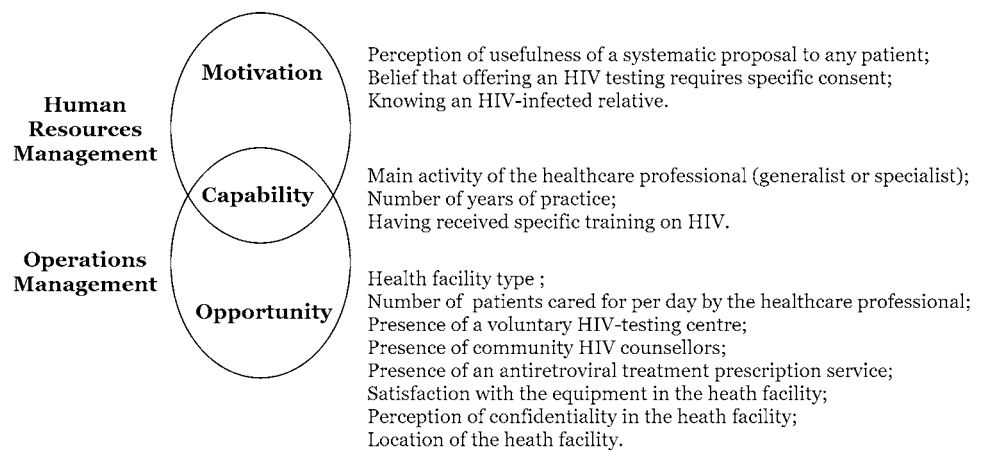 Motivation
Perception of usefulness of a systematic proposal to any patient;
Belief that offering an HIV testing requires specific consent;
Knowing an HIV-infected relative.
Human
Resources
Management
Capability
Main activity of the healthcare professional (generalist or specialist);
Number of years of practice;
Having received specific training on HIV.
Operations
Management
Opportunity
Health facility type ;
Number of patients cared for per day by the healthcare professional;
Presence of a voluntary HIV-testing centre;
Presence of community HIV counsellors;
Presence of an antiretroviral treatment prescription service;
Satisfaction with the equipment in the heath facility;
Perception of confidentiality in the heath facility;
Location of the heath facility.